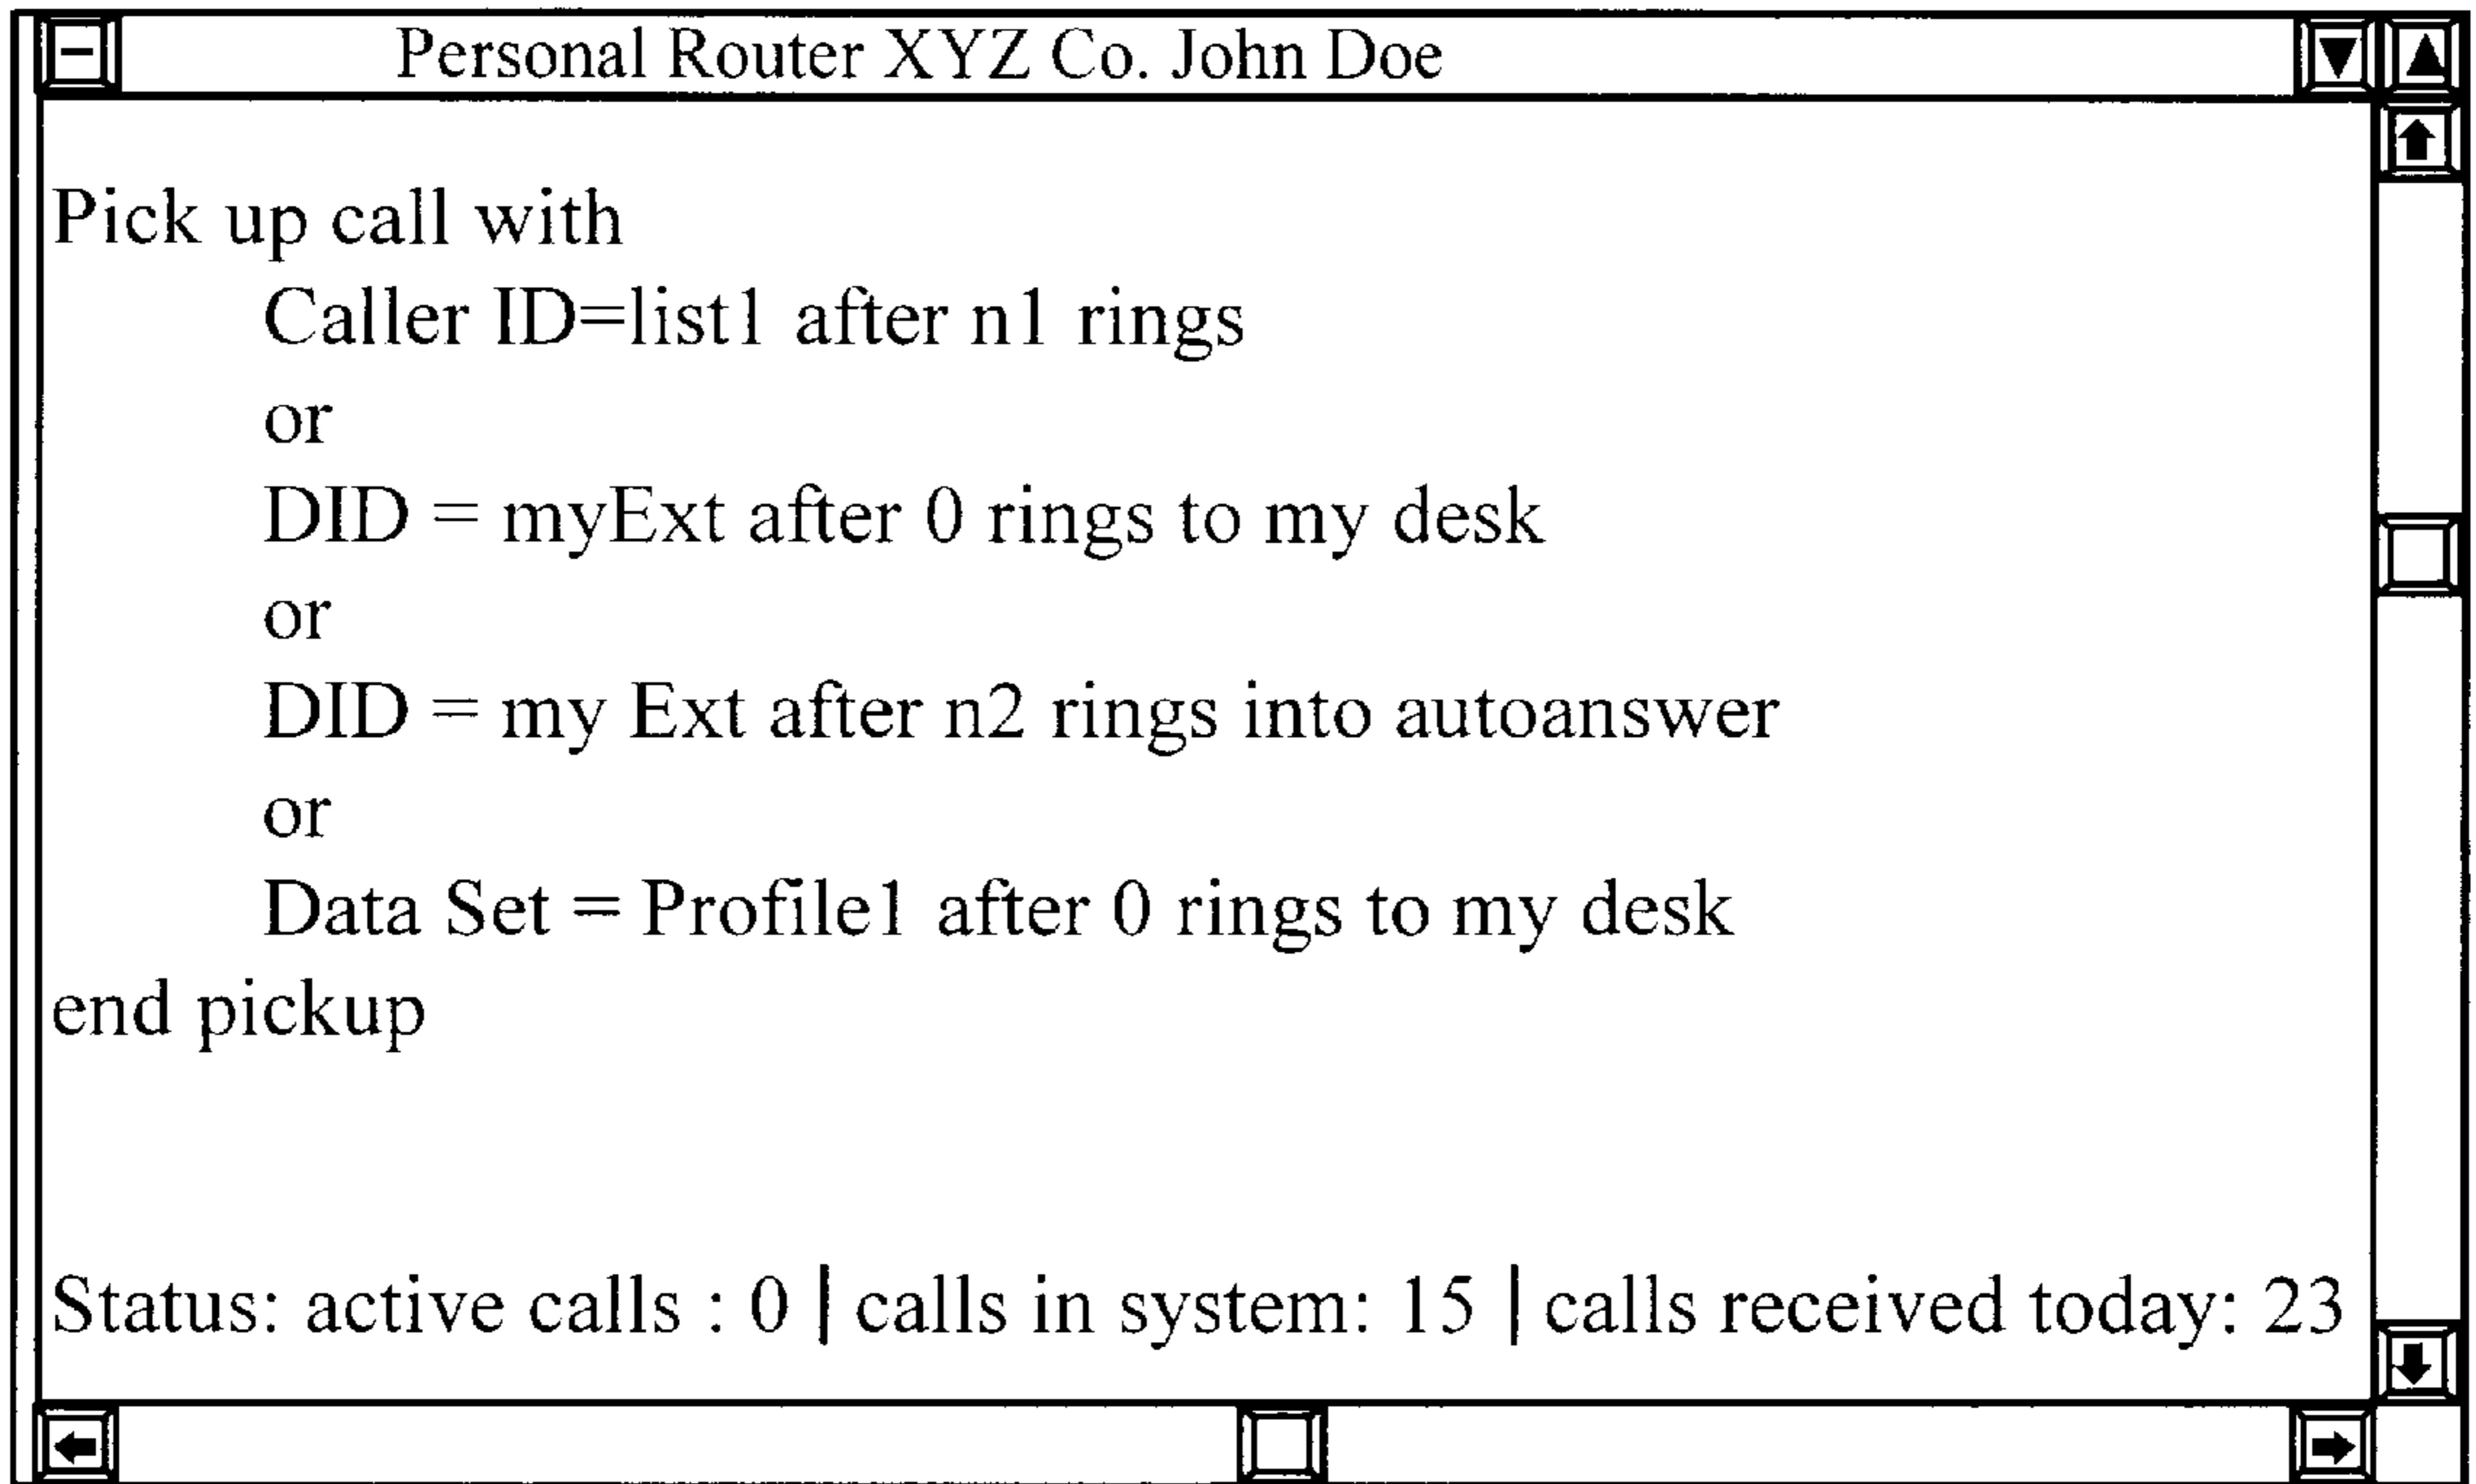 Personal Router XYZ Co. John Doe
Pick up call with
Caller ID=list1 after n1 rings
or
DID = myExt after 0 rings to my desk
or
DID = my Ext after n2 rings into autoanswer
or
Data Set = Profile1 after 0 rings to my desk
end pickup
Status: active calls : 0 | calls in system: 15 | calls received today: 23